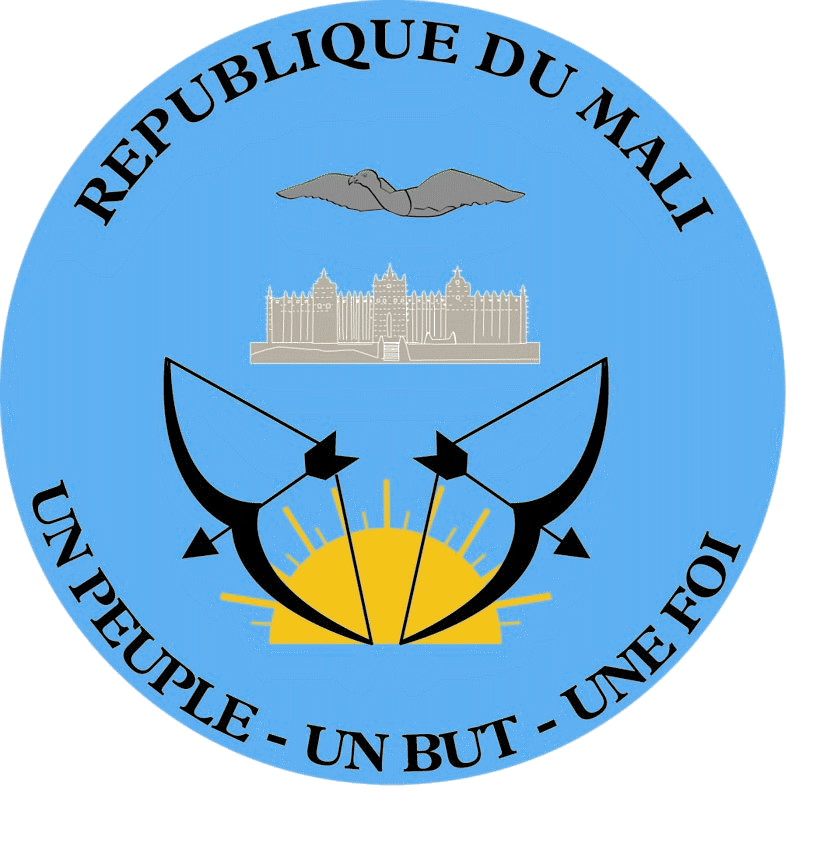 REPUBLIQUE DU MALI
UN PEUPLE - UN BUT - UNE FOI